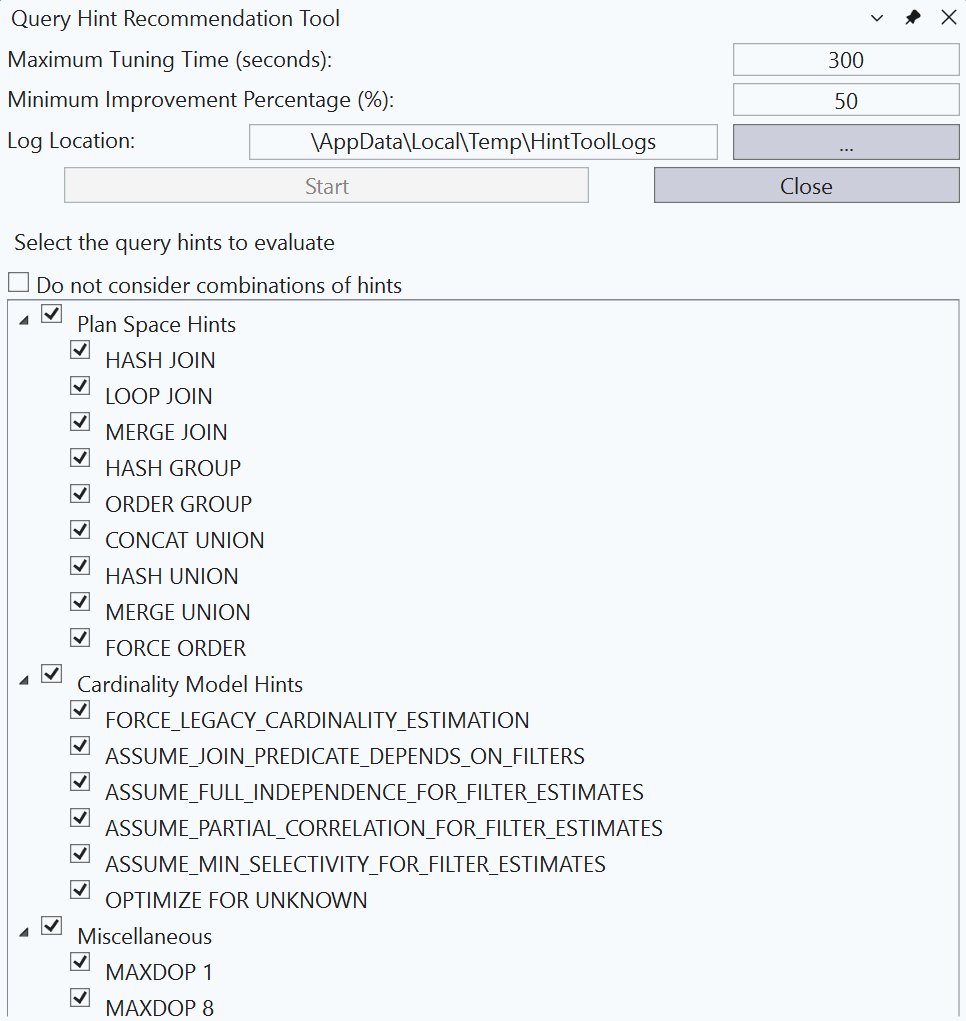 Query Hint Recommendation Tool
Maximum Tuning Time (seconds): 300
Minimum Improvement Percentage (%): 50
Log Location: \AppData\Local\Temp\HintToolLogs ...
Start Close
Select the query hints to evaluate
Do not consider combinations of hints
Plan Space Hints
HASH JOIN
LOOP JOIN
MERGE JOIN
HASH GROUP
ORDER GROUP
CONCAT UNION
HASH UNION
MERGE UNION
FORCE ORDER
Cardinality Model Hints
FORCE_LEGACY_CARDINALITY_ESTIMATION
ASSUME_JOIN_PREDICATE_DEPENDS_ON_FILTERS
ASSUME_FULL_INDEPENDENCE_FOR_FILTER_ESTIMATES
ASSUME_PARTIAL_CORRELATION_FOR_FILTER_ESTIMATES
ASSUME_MIN_SELECTIVITY_FOR_FILTER_ESTIMATES
OPTIMIZE FOR UNKNOWN
Miscellaneous
MAXDOP 1
MAXDOP 8